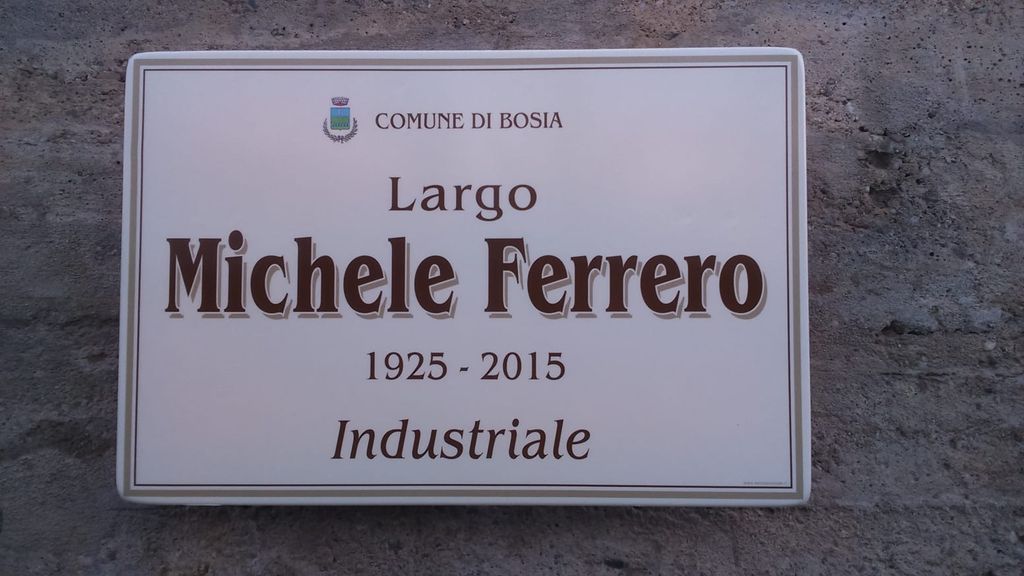 COMUNE DI BOSIA
Largo
Michele Ferrero
1925 - 2015
Industriale